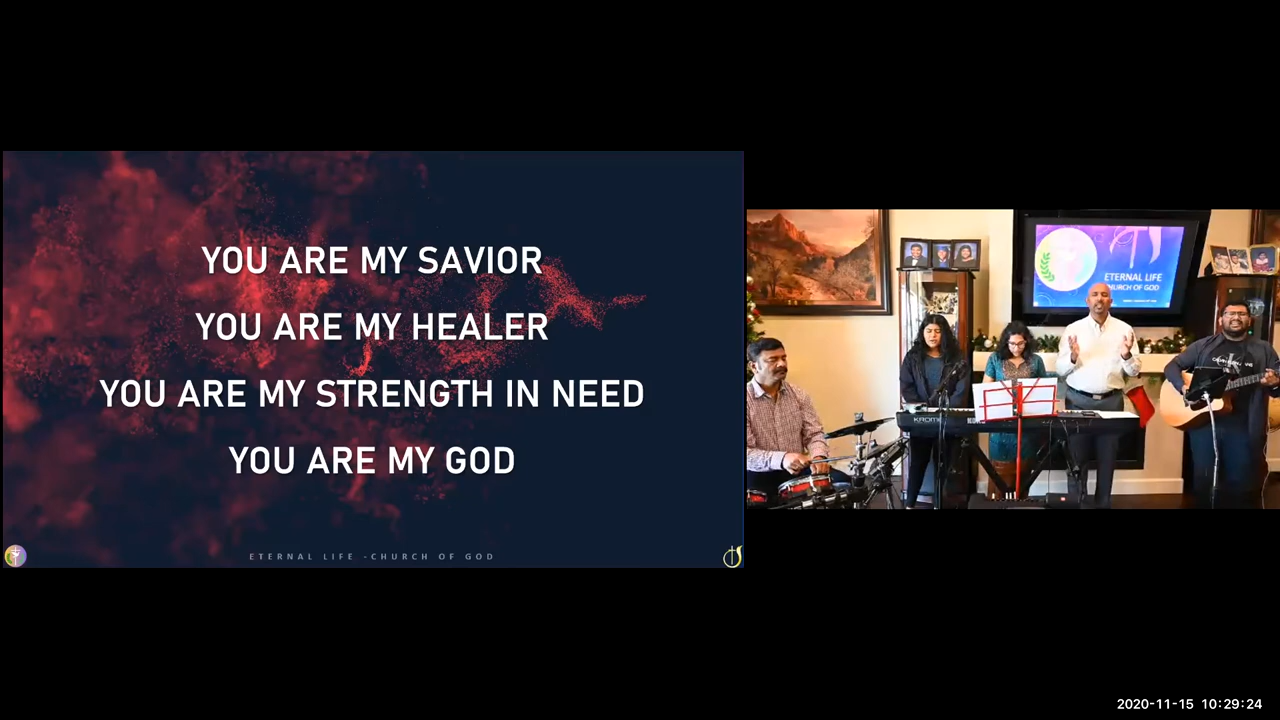 YOU ARE MY SAVIOR
YOU ARE MY HEALER
YOU ARE MY STRENGTH IN NEED
YOU ARE MY GOD
ETERNAL LIFE -CHURCH OF GOD
ETERNAL LIFE
CHURCH OF GOD
KROME
KORG
2020-11-15 10:29:24